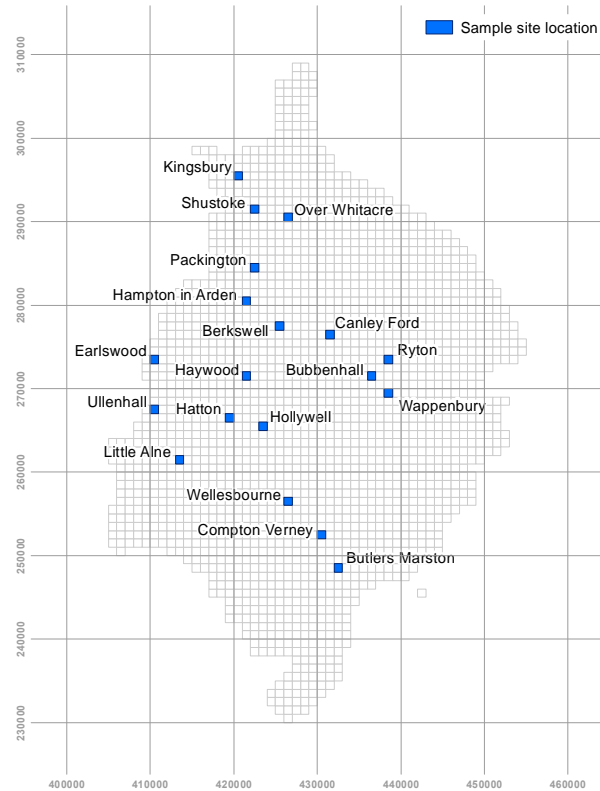 Sample site location
310000
300000
Kingsbury
Shustoke
Over Whitacre
290000
Packington
Hampton in Arden
280000
Berkswell
Canley Ford
Earlswood
Ryton
Haywood
Bubbenhall
270000
Ullenhall
Hatton
Wappenbury
Hollywell
Little Alne
260000
Wellesbourne
Compton Verney
250000
Butlers Marston
240000
230000
400000 410000 420000 430000 440000 450000 460000